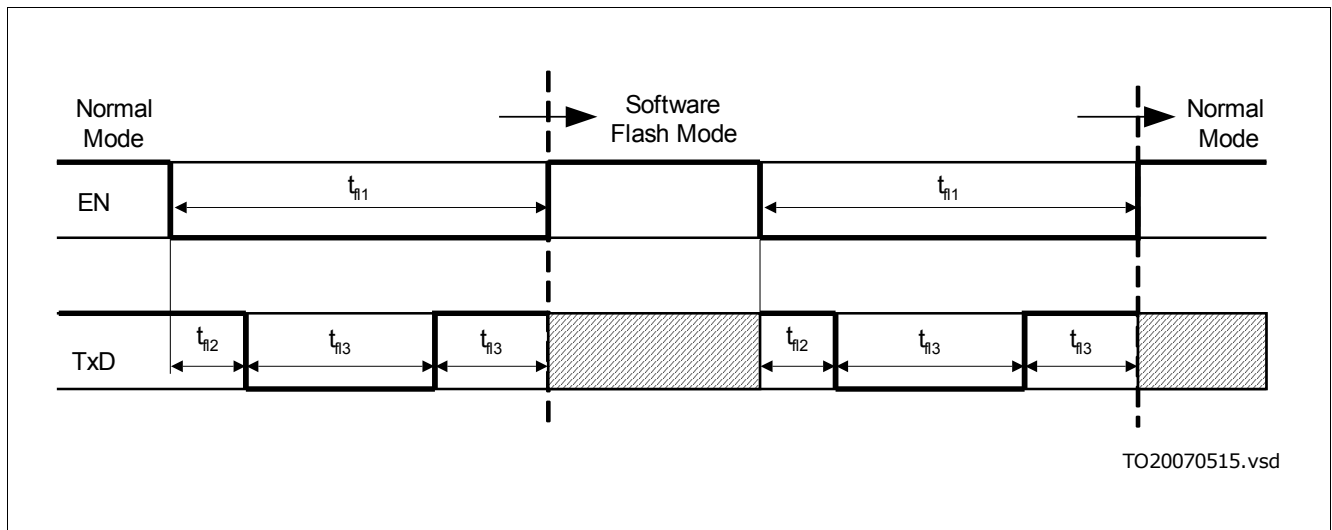 Normal
Mode
Software
Flash Mode
Normal
Mode
EN
tfl1
tfl1
TxD
tfl2
tfl3
tfl3
tfl2
tfl3
tfl3
TO20070515.vsd